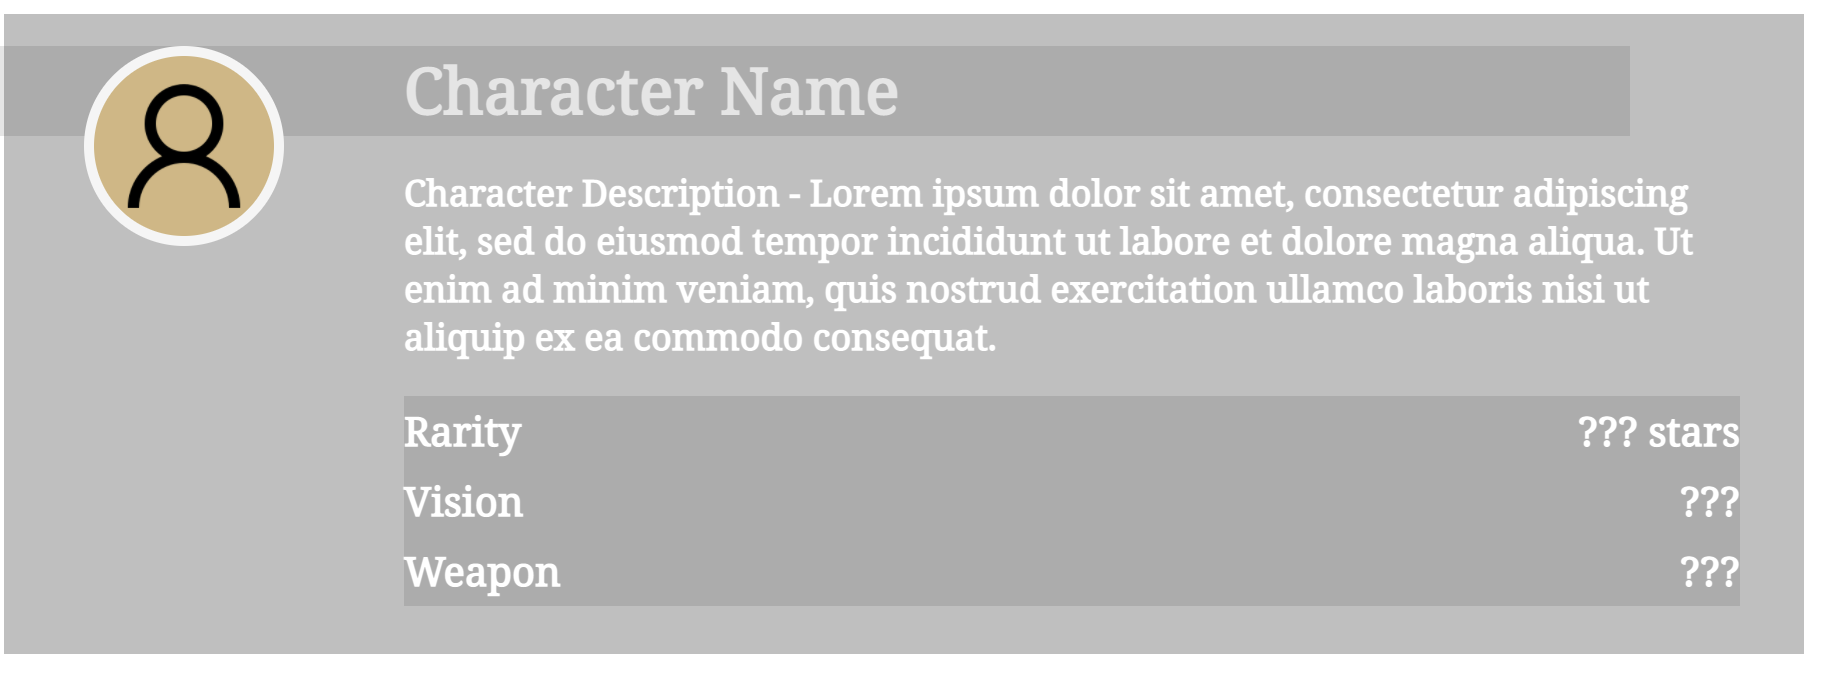 Character Name
Character Description - Lorem ipsum dolor sit amet, consectetur adipiscing
elit, sed do eiusmod tempor incididunt ut labore et dolore magna aliqua. Ut
enim ad minim veniam, quis nostrud exercitation ullamco laboris nisi ut
aliquip ex ea commodo consequat.
Rarity ??? stars
Vision ???
Weapon ???